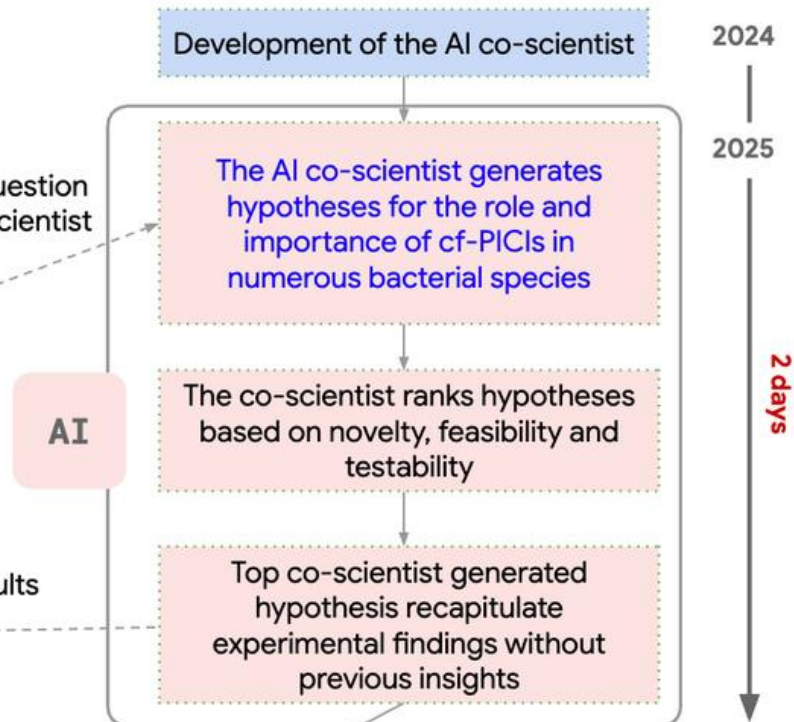 Development of the AI co-scientist
2024
2025
The AI co-scientist generates
hypotheses for the role and
importance of cf-PICIs in
numerous bacterial species
uestion
cientist
The co-scientist ranks hypotheses
based on novelty, feasibility and
testability
AI
2 days
Top co-scientist generated
hypothesis recapitulate
experimental findings without
previous insights
ults